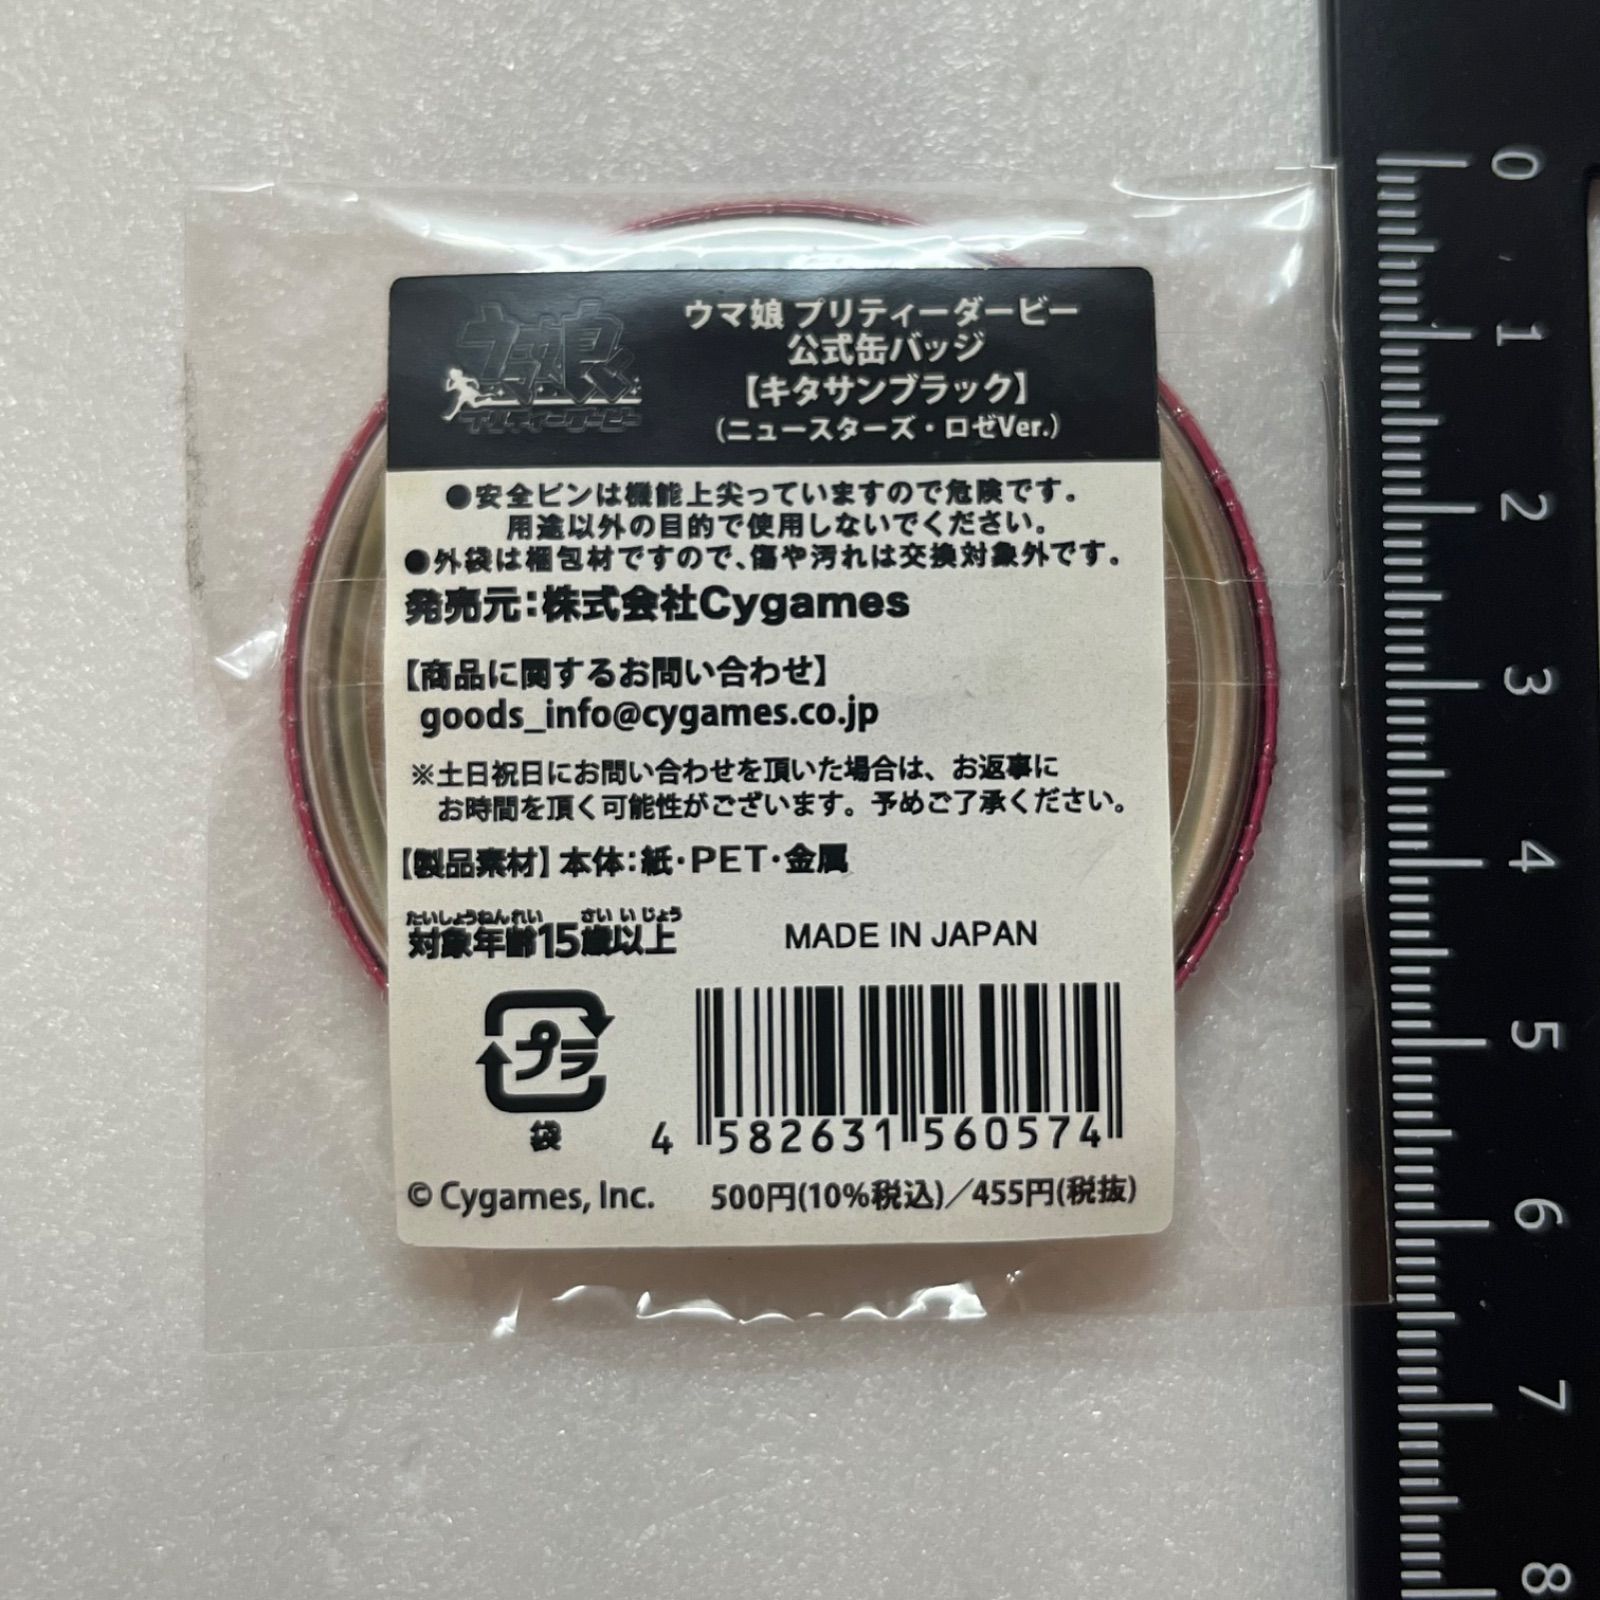 ウマ娘
プリティーダービー
ウマ娘 プリティーダービー
公式缶バッジ
【キタサンブラック】
(ニュースターズ・ロゼVer.)
●安全ピンは機能上尖っていますので危険です。
用途以外の目的で使用しないでください。
●外袋は梱包材ですので、傷や汚れは交換対象外です。
発売元：株式会社Cygames
【商品に関するお問い合わせ】
goods_info@cygames.co.jp
※土日祝日にお問い合わせを頂いた場合は、お返事に
お時間を頂く可能性がございます。予めご了承ください。
【製品素材】本体：紙・PET・金属
たいしょうねんれい さいいじょう
対象年齢15歳以上
MADE IN JAPAN
プラ
袋
4 582631 560574
© Cygames, Inc.
500円(10%税込)／455円(税抜)
0
1
2
3
4
5
6
7
8